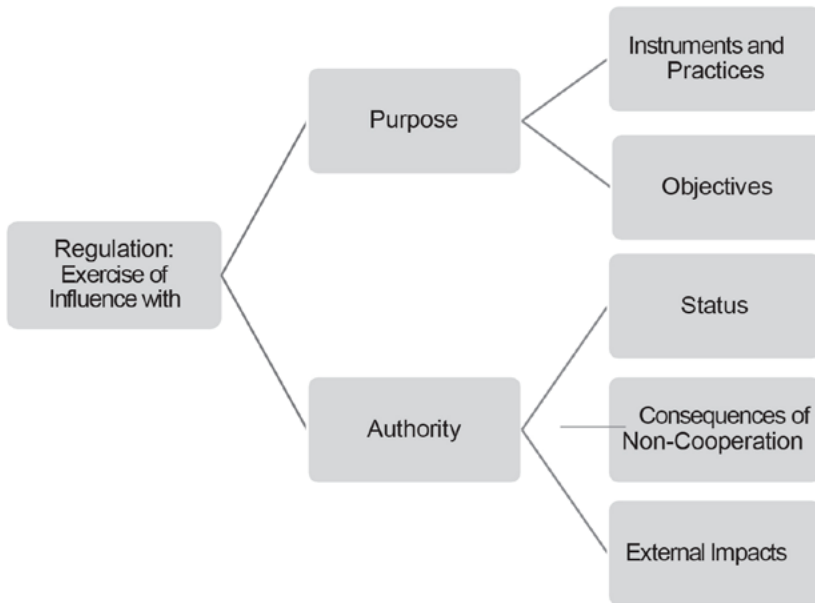 Regulation:
Exercise of
Influence with
Purpose
Authority
Instruments and
Practices
Objectives
Status
Consequences of
Non-Cooperation
External Impacts